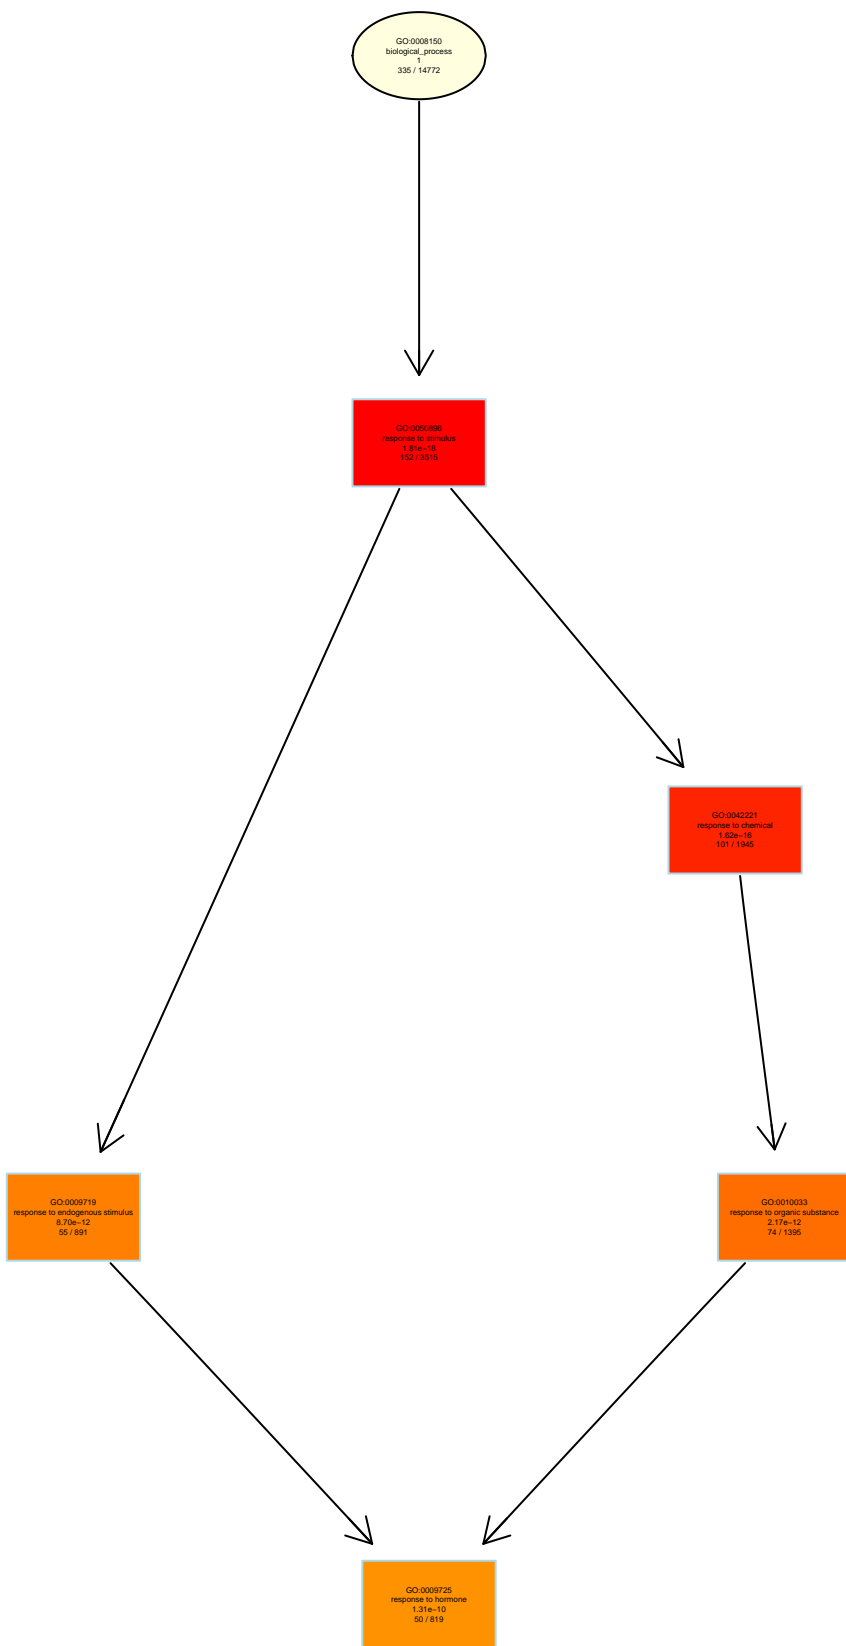 GO:0008150
biological_process
1
335 / 14772
GO:0050896
response to stimulus
1.81e−18
152 / 3515
GO:0042221
response to chemical
1.62e−16
101 / 1945
GO:0009719
response to endogenous stimulus
8.70e−12
55 / 891
GO:0010033
response to organic substance
2.17e−12
74 / 1395
GO:0009725
response to hormone
1.31e−10
50 / 819